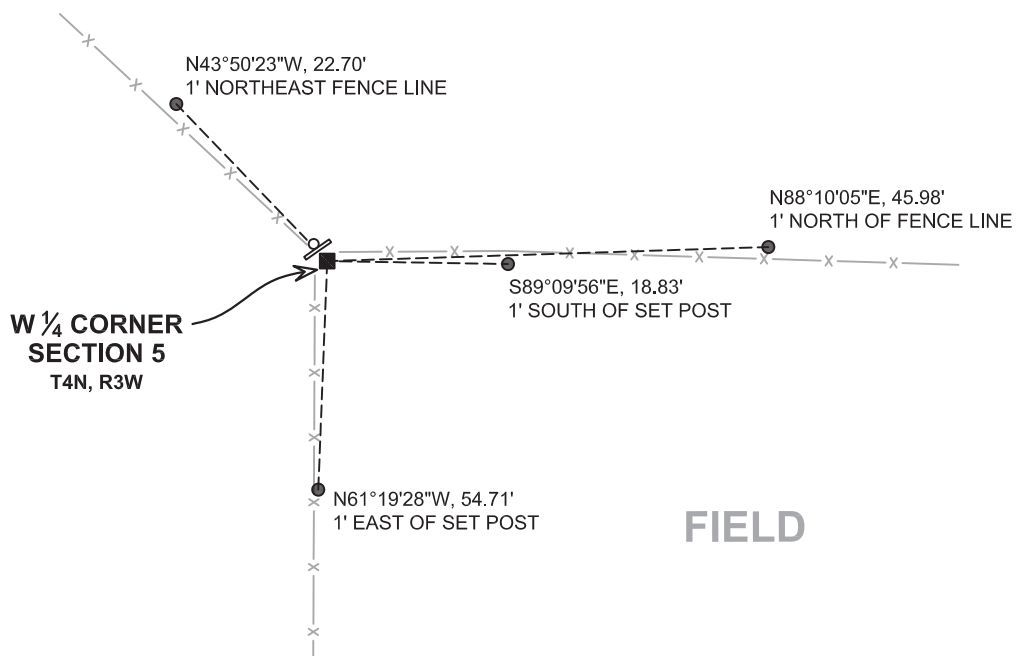 N43°50'23"W, 22.70'
1' NORTHEAST FENCE LINE
N88°10'05"E, 45.98'
1' NORTH OF FENCE LINE
S89°09'56"E, 18.83'
1' SOUTH OF SET POST
W ¼ CORNER
SECTION 5
T4N, R3W
N61°19'28"W, 54.71'
1' EAST OF SET POST
FIELD